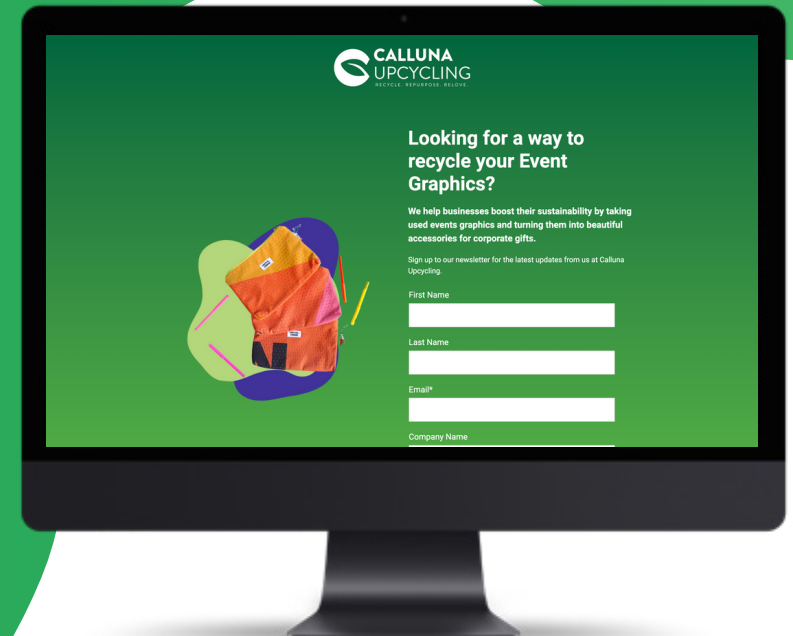 CALLUNA
UPCYCLING
RECYCLE. REPURPOSE. RELOVE.
Looking for a way to
recycle your Event
Graphics?
We help businesses boost their sustainability by taking
used events graphics and turning them into beautiful
accessories for corporate gifts.
Sign up to our newsletter for the latest updates from us at Calluna
Upcycling.
First Name
Last Name
Email*
Company Name